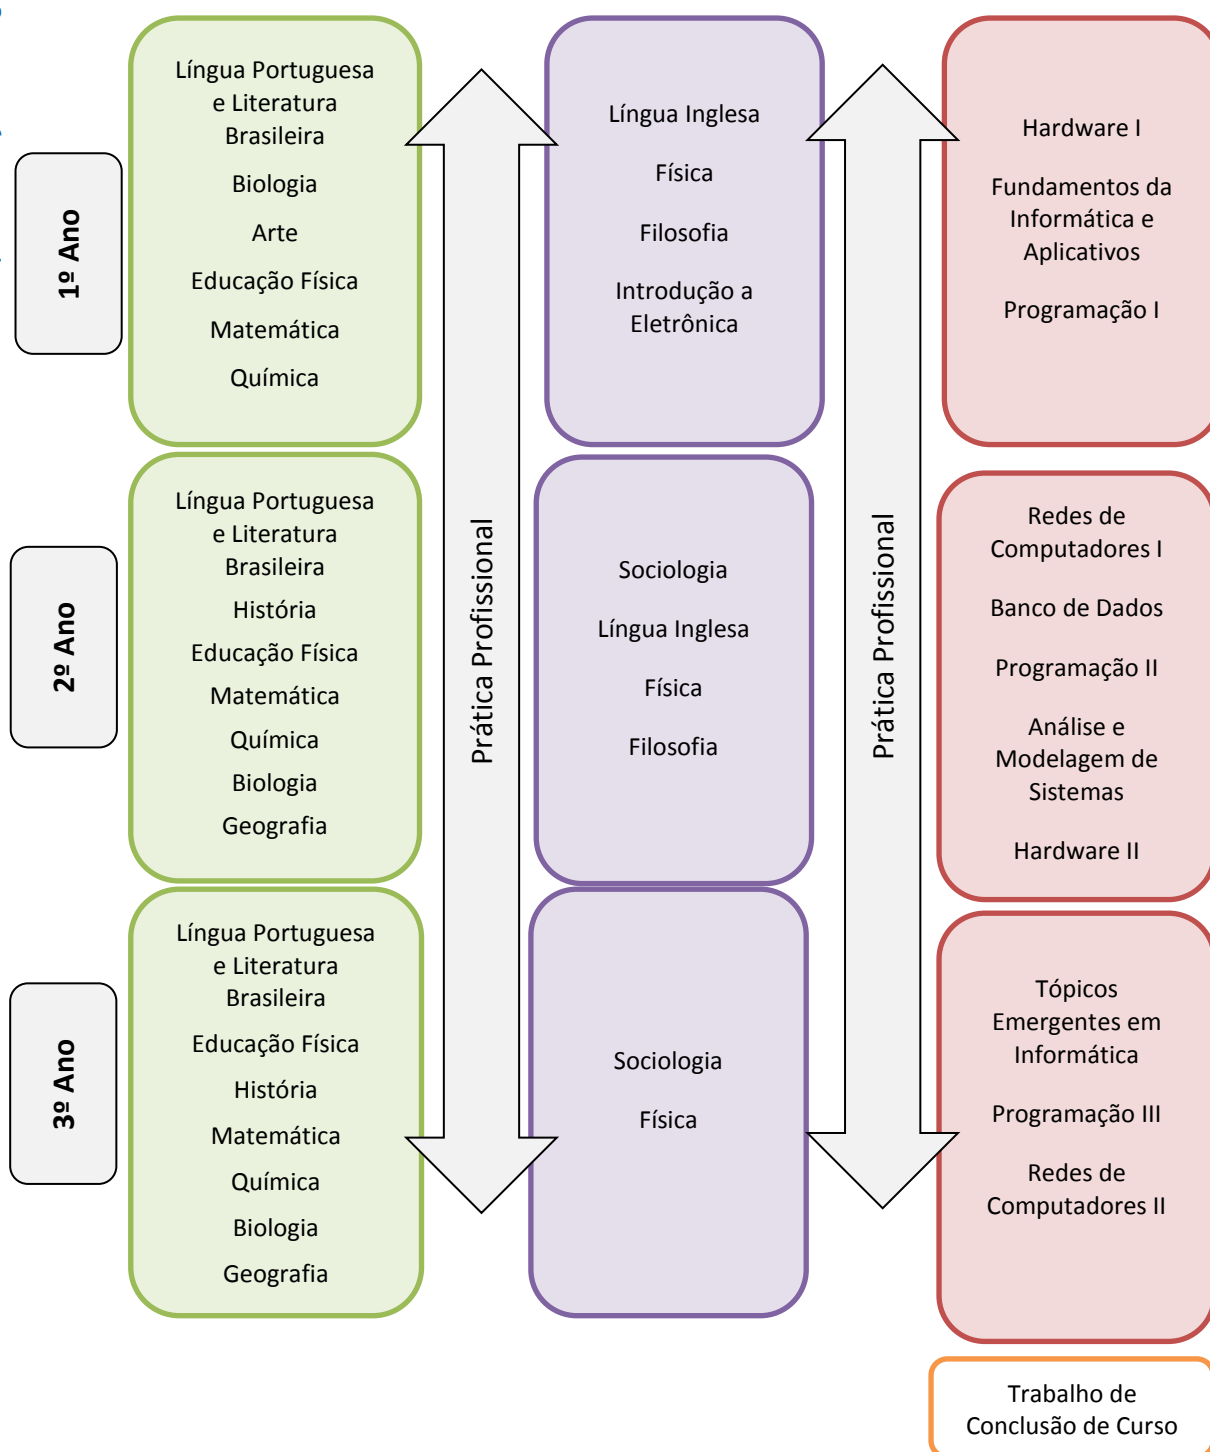 1º Ano
Língua Portuguesa
e Literatura
Brasileira
Biologia
Arte
Educação Física
Matemática
Química
Língua Inglesa
Física
Filosofia
Introdução a
Eletrônica
Hardware I
Fundamentos da
Informática e
Aplicativos
Programação I
2º Ano
Língua Portuguesa
e Literatura
Brasileira
História
Educação Física
Matemática
Química
Biologia
Geografia
Prática Profissional
Sociologia
Língua Inglesa
Física
Filosofia
Prática Profissional
Redes de
Computadores I
Banco de Dados
Programação II
Análise e
Modelagem de
Sistemas
Hardware II
3º Ano
Língua Portuguesa
e Literatura
Brasileira
Educação Física
História
Matemática
Química
Biologia
Geografia
Sociologia
Física
Tópicos
Emergentes em
Informática
Programação III
Redes de
Computadores II
Trabalho de
Conclusão de Curso